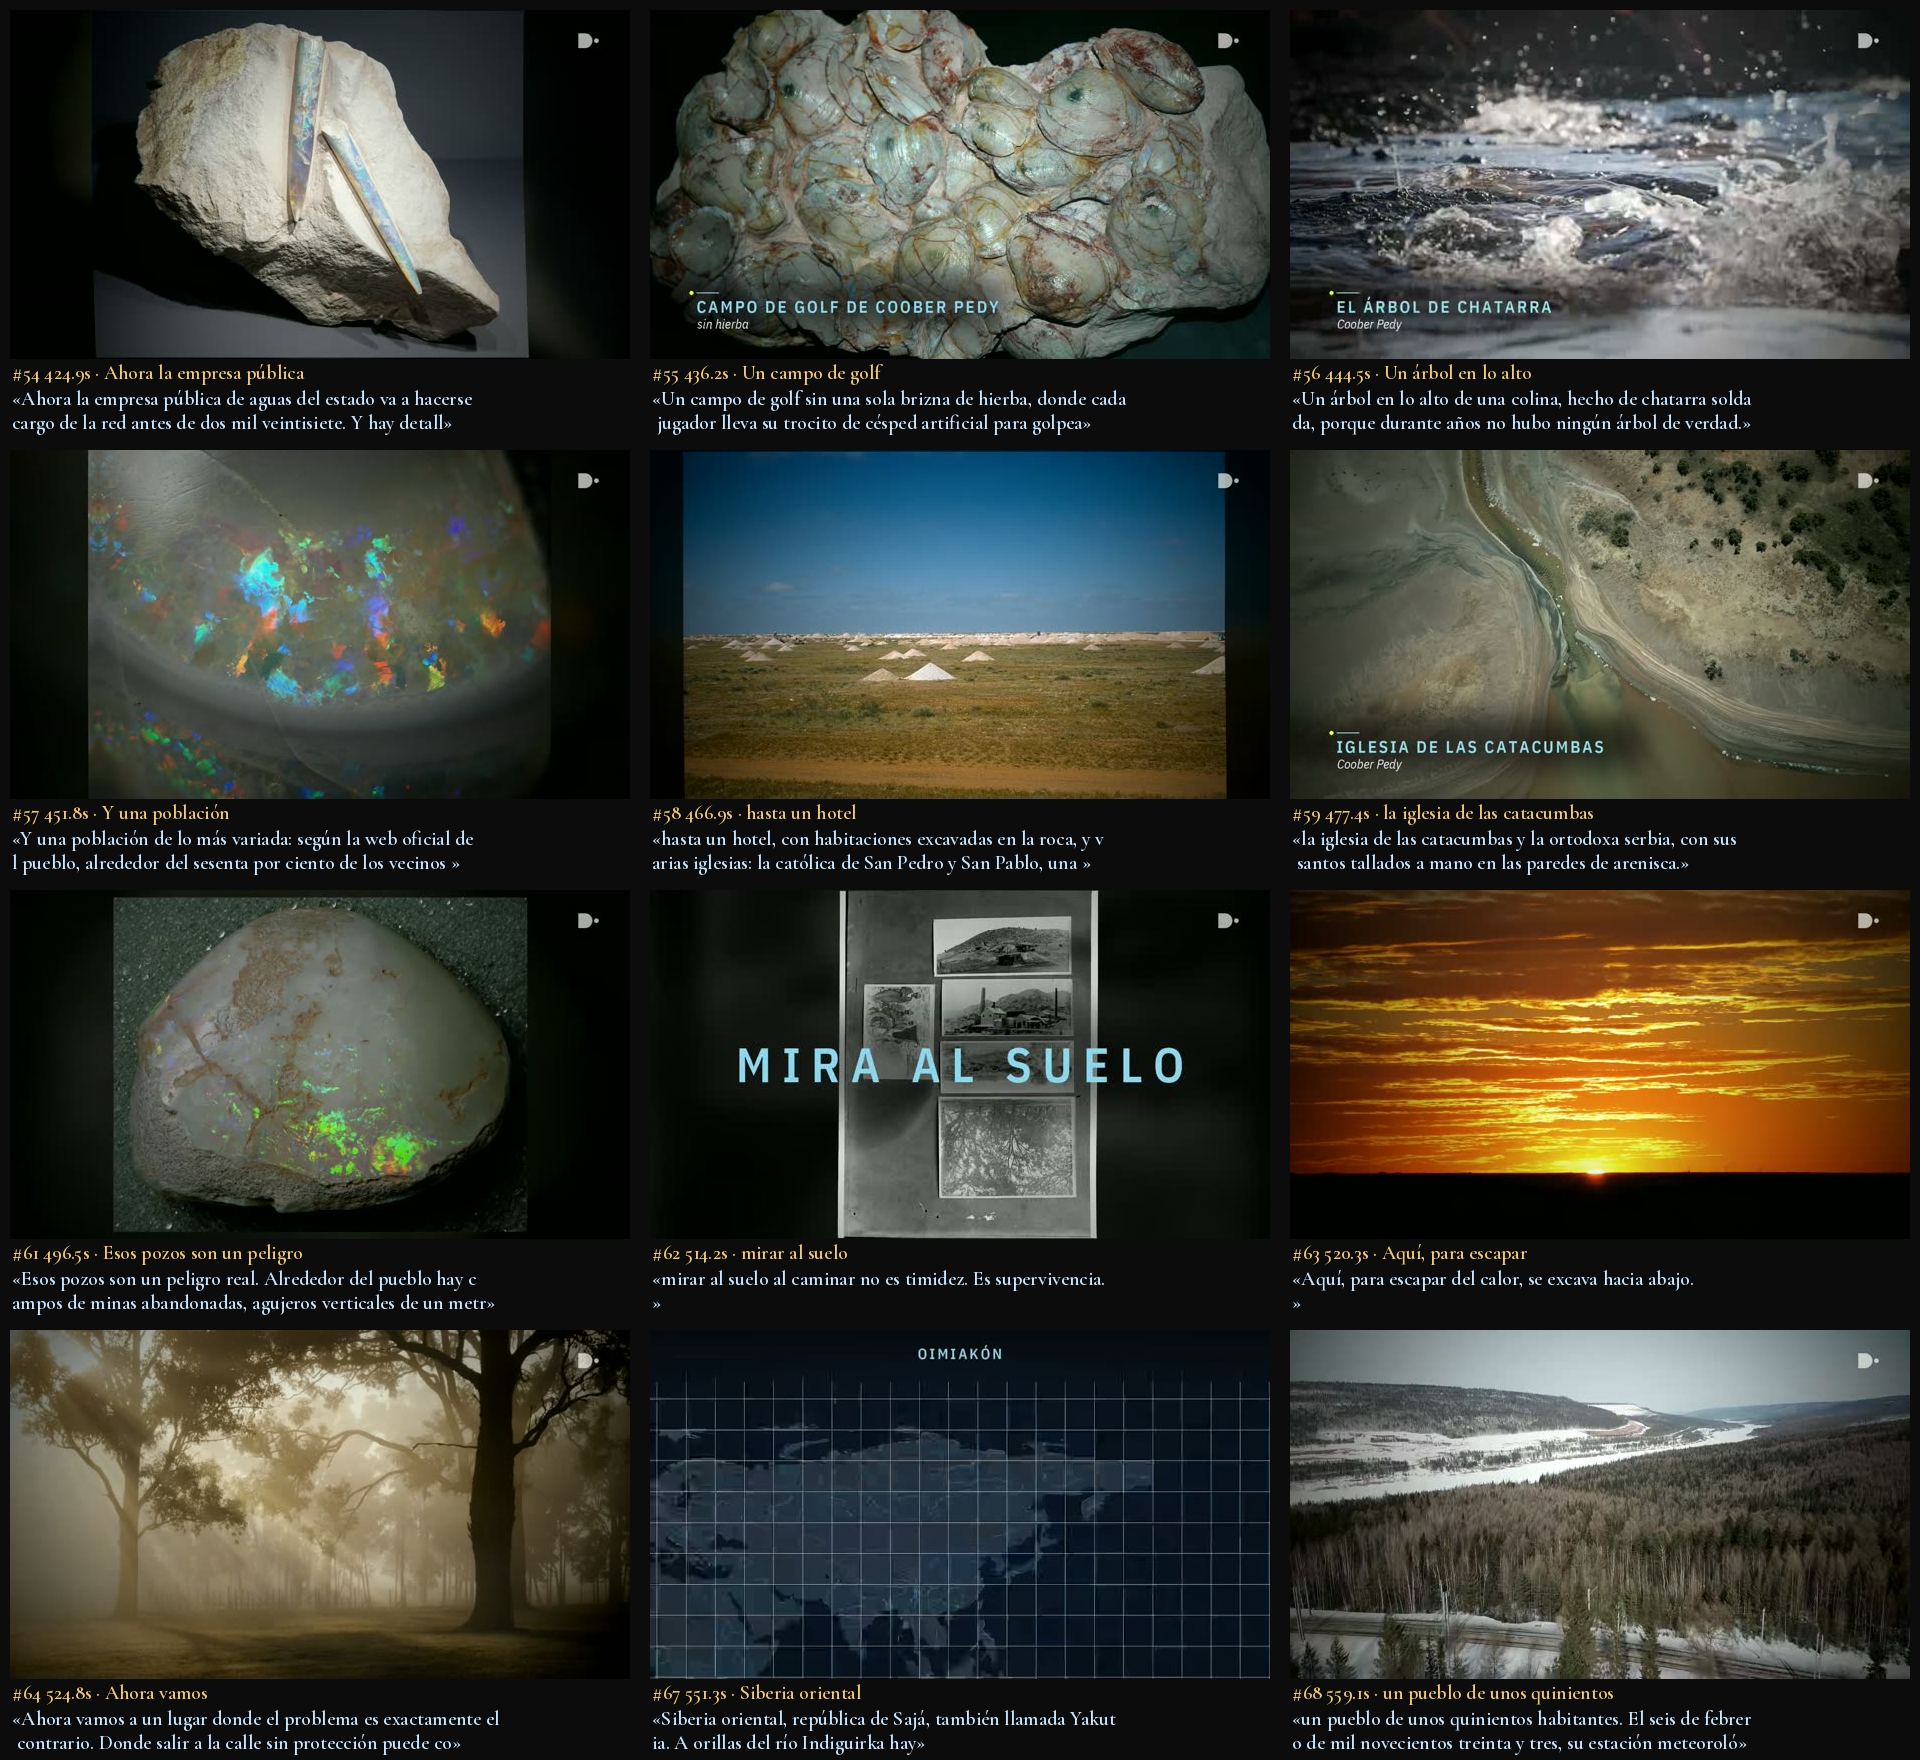 CAMPO DE GOLF DE COOBER PEDY
sin hierba
EL ÁRBOL DE CHATARRA
Coober Pedy
#54 424.9s · Ahora la empresa pública
«Ahora la empresa pública de aguas del estado va a hacerse
cargo de la red antes de dos mil veintisiete. Y hay detall»
#55 436.2s · Un campo de golf
«Un campo de golf sin una sola brizna de hierba, donde cada
jugador lleva su trocito de césped artificial para golpea»
#56 444.5s · Un árbol en lo alto
«Un árbol en lo alto de una colina, hecho de chatarra solda
da, porque durante años no hubo ningún árbol de verdad.»
IGLESIA DE LAS CATACUMBAS
Coober Pedy
#57 451.8s · Y una población
«Y una población de lo más variada: según la web oficial de
l pueblo, alrededor del sesenta por ciento de los vecinos »
#58 466.9s · hasta un hotel
«hasta un hotel, con habitaciones excavadas en la roca, y v
arias iglesias: la católica de San Pedro y San Pablo, una »
#59 477.4s · la iglesia de las catacumbas
«la iglesia de las catacumbas y la ortodoxa serbia, con sus
santos tallados a mano en las paredes de arenisca.»
MIRA AL SUELO
#61 496.5s · Esos pozos son un peligro
«Esos pozos son un peligro real. Alrededor del pueblo hay c
ampos de minas abandonadas, agujeros verticales de un metr»
#62 514.2s · mirar al suelo
«mirar al suelo al caminar no es timidez. Es supervivencia.
»
#63 520.3s · Aquí, para escapar
«Aquí, para escapar del calor, se excava hacia abajo.
»
OIMIAKÓN
#64 524.8s · Ahora vamos
«Ahora vamos a un lugar donde el problema es exactamente el
contrario. Donde salir a la calle sin protección puede co»
#67 551.3s · Siberia oriental
«Siberia oriental, república de Sajá, también llamada Yakut
ia. A orillas del río Indiguirka hay»
#68 559.1s · un pueblo de unos quinientos
«un pueblo de unos quinientos habitantes. El seis de febrer
o de mil novecientos treinta y tres, su estación meteoroló»